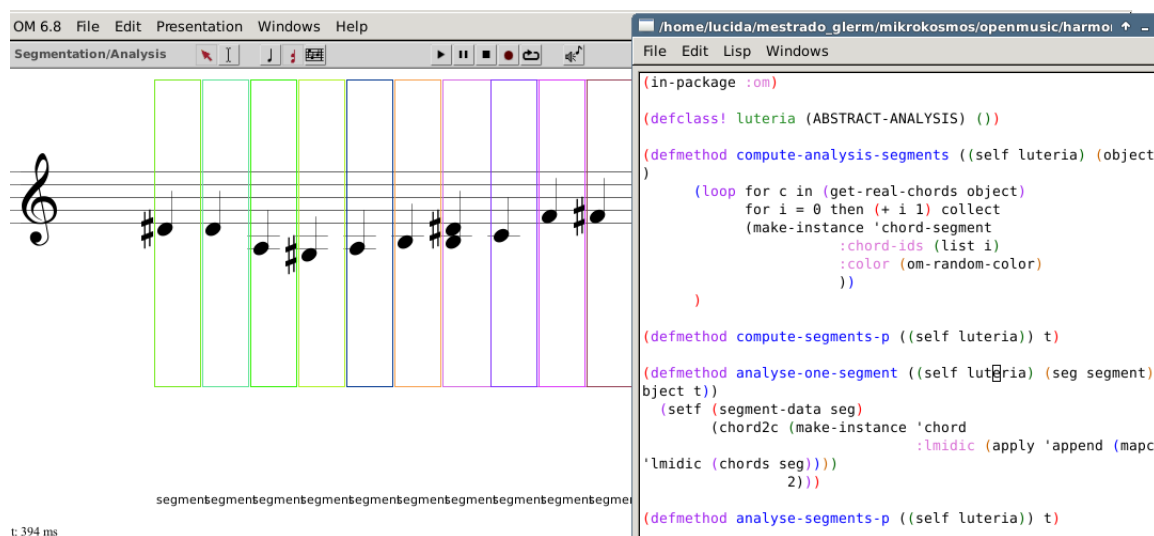 OM 6.8 File Edit Presentation Windows Help
Segmentation/Analysis
segmentsegmentsegmentsegmentsegmentsegmentsegmentsegmentsegmentsegme
t: 394 ms
/home/lucida/mestrado_glerm/mikrokosmos/openmusic/harmo
File Edit Lisp Windows
(in-package :om)
(defclass! luteria (ABSTRACT-ANALYSIS) ())
(defmethod compute-analysis-segments ((self luteria) (object
)
(loop for c in (get-real-chords object)
for i = 0 then (+ i 1) collect
(make-instance 'chord-segment
:chord-ids (list i)
:color (om-random-color)
))
)
(defmethod compute-segments-p ((self luteria)) t)
(defmethod analyse-one-segment ((self luteria) (seg segment)
bject t))
(setf (segment-data seg)
(chord2c (make-instance 'chord
:lmidic (apply 'append (mapc
'lmidic (chords seg))))
2)))
(defmethod analyse-segments-p ((self luteria)) t)